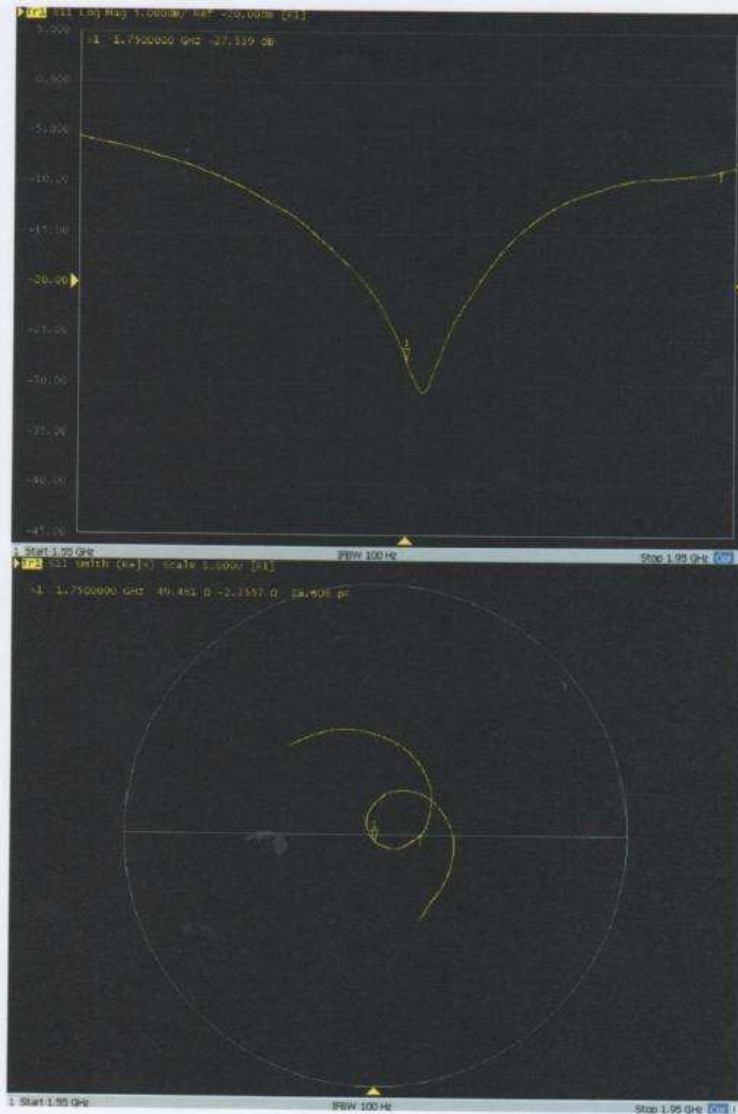 Tr1 S11 Log Mag 5.000dB/ Ref -20.00dB [F1]
>1 1.7500000 GHz -27.539 dB
5.000
0.000
-5.000
-10.00
-15.00
-20.00
-25.00
-30.00
-35.00
-40.00
-45.00
1
1
1 Start 1.55 GHz IFBW 100 Hz Stop 1.95 GHz Cor
Tr1 S11 Smith (R+jX) Scale 1.000U [F1]
>1 1.7500000 GHz 49.461 Ω -2.3557 Ω pF
1 Start 1.55 GHz IFBW 100 Hz Stop 1.95 GHz Cor !